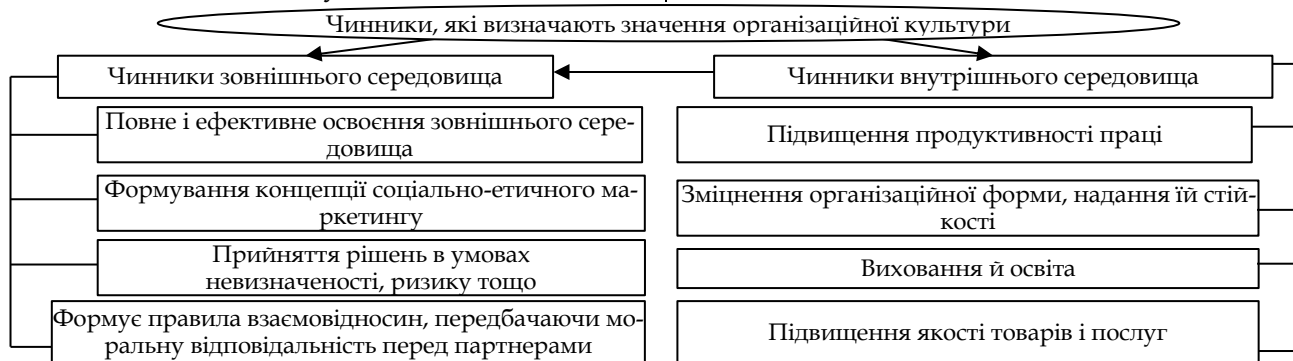 Чинники, які визначають значення організаційної культури
Чинники зовнішнього середовища
Чинники внутрішнього середовища
Повне і ефективне освоєння зовнішнього сере-
довища
Підвищення продуктивності праці
Формування концепції соціально-етичного ма-
ркетингу
Зміцнення організаційної форми, надання їй стій-
кості
Прийняття рішень в умовах
невизначеності, ризику тощо
Виховання й освіта
Формує правила взаємовідносин, передбачаючи мо-
ральну відповідальність перед партнерами
Підвищення якості товарів і послуг